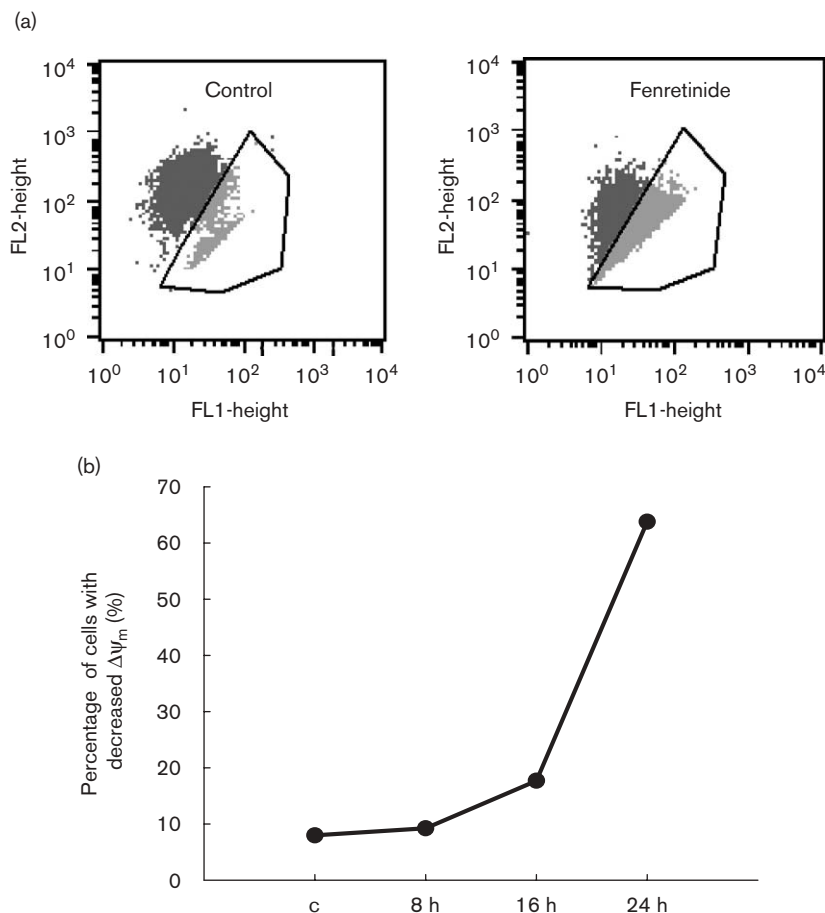 (a)
Control
FL2-height
10⁴
10³
10²
10¹
10⁰
10⁰ 10¹ 10² 10³ 10⁴
FL1-height
Fenretinide
FL2-height
10⁴
10³
10²
10¹
10⁰
10⁰ 10¹ 10² 10³ 10⁴
FL1-height
(b)
Percentage of cells with
decreased Δψₘ (%)
70
60
50
40
30
20
10
0
c 8 h 16 h 24 h